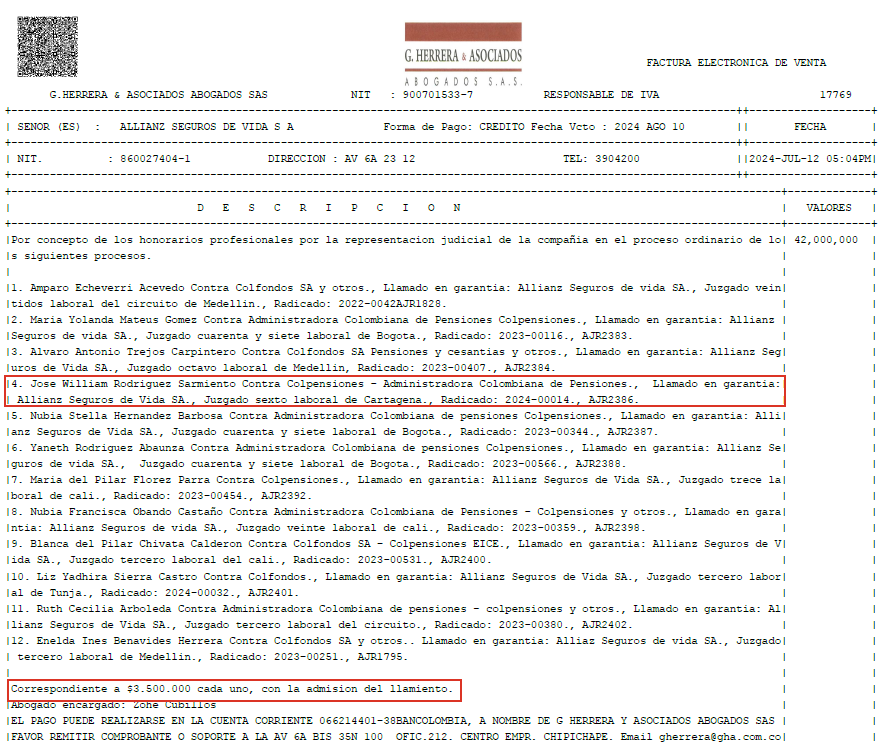 G. HERRERA & ASOCIADOS
ABOGADOS S.A.S.
FACTURA ELECTRONICA DE VENTA
G.HERRERA & ASOCIADOS ABOGADOS SAS NIT : 900701533-7 RESPONSABLE DE IVA 17769
SENOR (ES) : ALLIANZ SEGUROS DE VIDA S A Forma de Pago: CREDITO Fecha Vcto : 2024 AGO 10 || FECHA
NIT. : 860027404-1 DIRECCION : AV 6A 23 12 TEL: 3904200 ||2024-JUL-12 05:04PM|
| D E S C R I P C I O N | VALORES |
|Por concepto de los honorarios profesionales por la representacion judicial de la compañia en el proceso ordinario de lo| 42,000,000 |
|s siguientes procesos. | |
|1. Amparo Echeverri Acevedo Contra Colfondos SA y otros., Llamado en garantia: Allianz Seguros de vida SA., Juzgado vein|
|tidos laboral del circuito de Medellin., Radicado: 2022-0042AJR1828. |
|2. Maria Yolanda Mateus Gomez Contra Administradora Colombiana de Pensiones Colpensiones., Llamado en garantia: Allianz |
|Seguros de vida SA., Juzgado cuarenta y siete laboral de Bogota., Radicado: 2023-00116., AJR2383. |
|3. Alvaro Antonio Trejos Carpintero Contra Colfondos SA Pensiones y cesantias y otros., Llamado en garantia: Allianz Seg|
|uros de Vida SA., Juzgado octavo laboral de Medellin, Radicado: 2023-00407., AJR2384. |
|4. Jose William Rodriguez Sarmiento Contra Colpensiones - Administradora Colombiana de Pensiones., Llamado en garantia:|
| Allianz Seguros de Vida SA., Juzgado sexto laboral de Cartagena., Radicado: 2024-00014., AJR2386. |
|5. Nubia Stella Hernandez Barbosa Contra Administradora Colombiana de pensiones Colpensiones., Llamado en garantia: Alli|
|anz Seguros de Vida SA., Juzgado cuarenta y siete laboral de Bogota., Radicado: 2023-00344., AJR2387. |
|6. Yaneth Rodriguez Abaunza Contra Administradora Colombiana de pensiones Colpensiones., Llamado en garantia: Allianz Se|
|guros de vida SA., Juzgado cuarenta y siete laboral de Bogota., Radicado: 2023-00566., AJR2388. |
|7. Maria del Pilar Florez Parra Contra Colpensiones., Llamado en garantia: Allianz Seguros de Vida SA., Juzgado trece la|
|boral de cali., Radicado: 2023-00454., AJR2392. |
|8. Nubia Francisca Obando Castaño Contra Administradora Colombiana de Pensiones - Colpensiones y otros., Llamado en gara|
|ntia: Allianz Seguros de vida SA., Juzgado veinte laboral de cali., Radicado: 2023-00359., AJR2398. |
|9. Blanca del Pilar Chivata Calderon Contra Colfondos SA - Colpensiones EICE., Llamado en garantia: Allianz Seguros de V|
|ida SA., Juzgado tercero laboral del cali., Radicado: 2023-00531., AJR2400. |
|10. Liz Yadhira Sierra Castro Contra Colfondos., Llamado en garantia: Allianz Seguros de Vida SA., Juzgado tercero labor|
|al de Tunja., Radicado: 2024-00032., AJR2401. |
|11. Ruth Cecilia Arboleda Contra Administradora Colombiana de pensiones - colpensiones y otros., Llamado en garantia: Al|
|lianz Seguros de Vida SA., Juzgado tercero laboral del circuito., Radicado: 2023-00380., AJR2402. |
|12. Enelda Ines Benavides Herrera Contra Colfondos SA y otros.. Llamado en garantia: Alliaz Seguros de vida SA., Juzgado|
| tercero laboral de Medellin., Radicado: 2023-00251., AJR1795. |
|Correspondiente a $3.500.000 cada uno, con la admision del llamiento.
|Abogado encargado: Zohe Cubillos
|EL PAGO PUEDE REALIZARSE EN LA CUENTA CORRIENTE 066214401-38BANCOLOMBIA, A NOMBRE DE G HERRERA Y ASOCIADOS ABOGADOS SAS |
|FAVOR REMITIR COMPROBANTE O SOPORTE A LA AV 6A BIS 35N 100 OFIC.212. CENTRO EMPR. CHIPICHAPE. Email gherrera@gha.com.co|